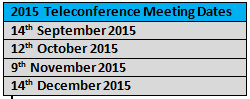 2015 Teleconference Meeting Dates
14th September 2015
12th October 2015
9th November 2015
14th December 2015